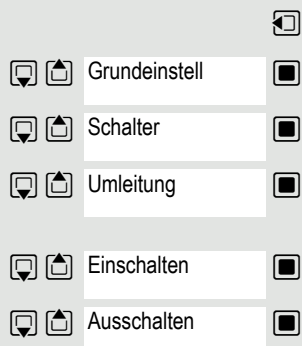 Grundeinstell
Schalter
Umleitung
Einschalten
Ausschalten